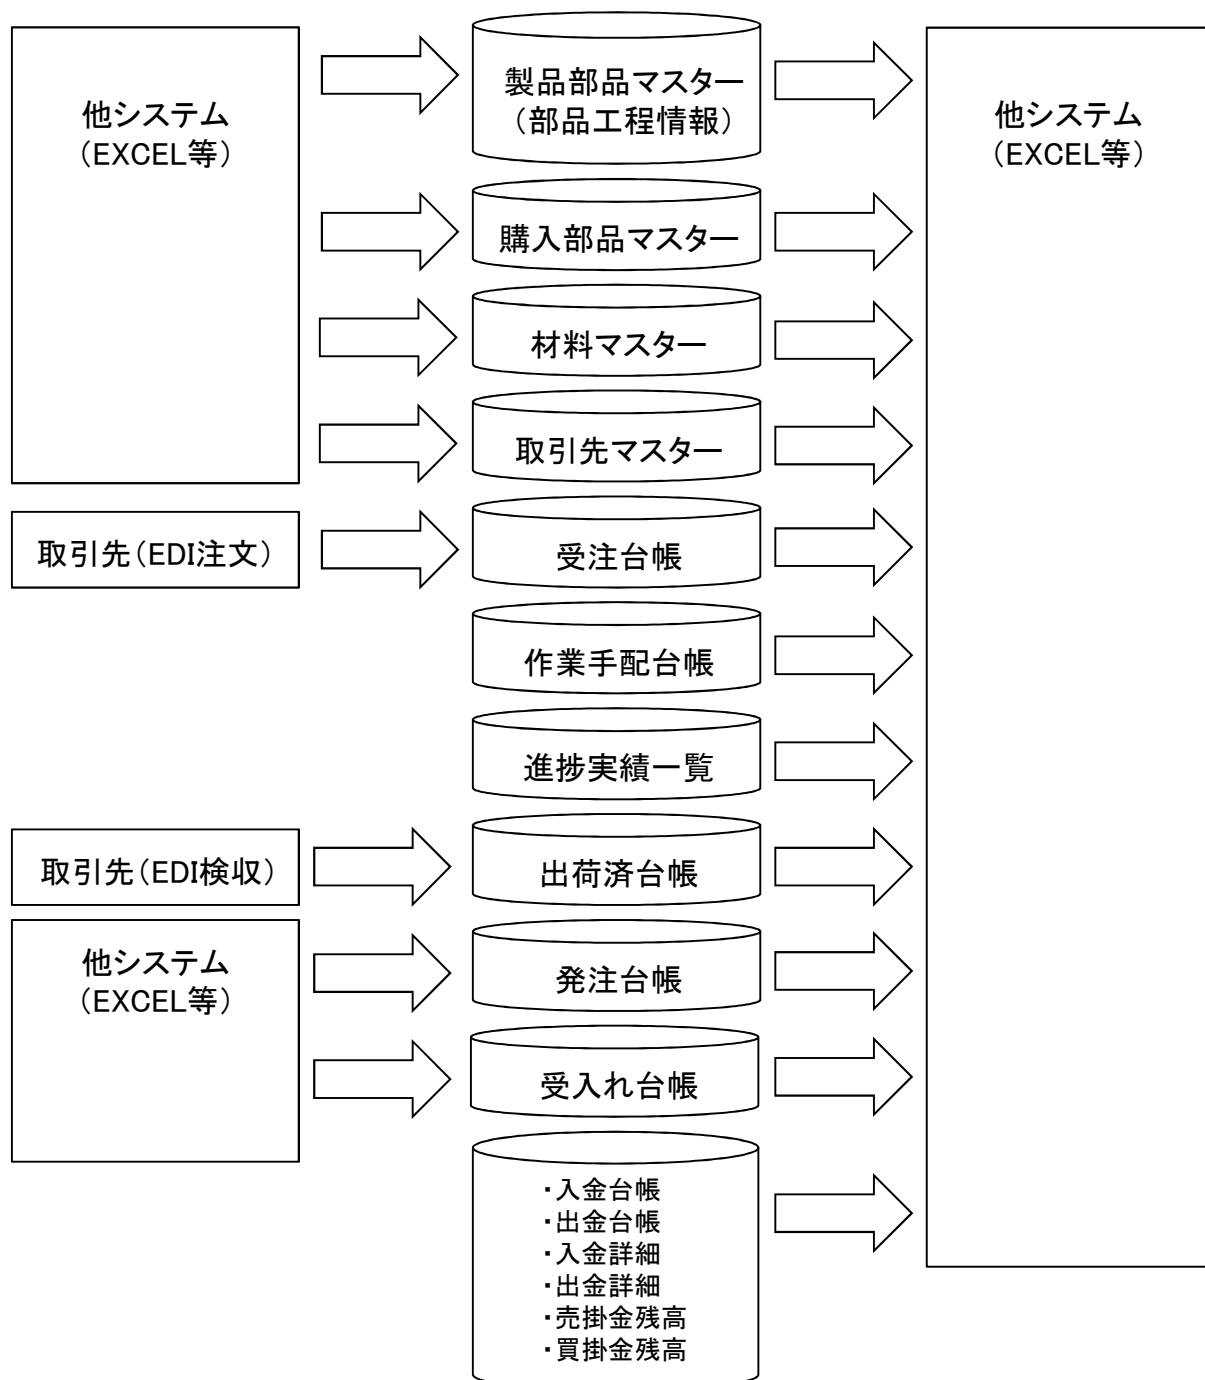 他システム
（EXCEL等）
製品部品マスター
（部品工程情報）
他システム
（EXCEL等）
購入部品マスター
材料マスター
取引先マスター
取引先（EDI注文）
受注台帳
作業手配台帳
進捗実績一覧
取引先（EDI検収）
出荷済台帳
他システム
（EXCEL等）
発注台帳
受入れ台帳
・入金台帳
・出金台帳
・入金詳細
・出金詳細
・売掛金残高
・買掛金残高